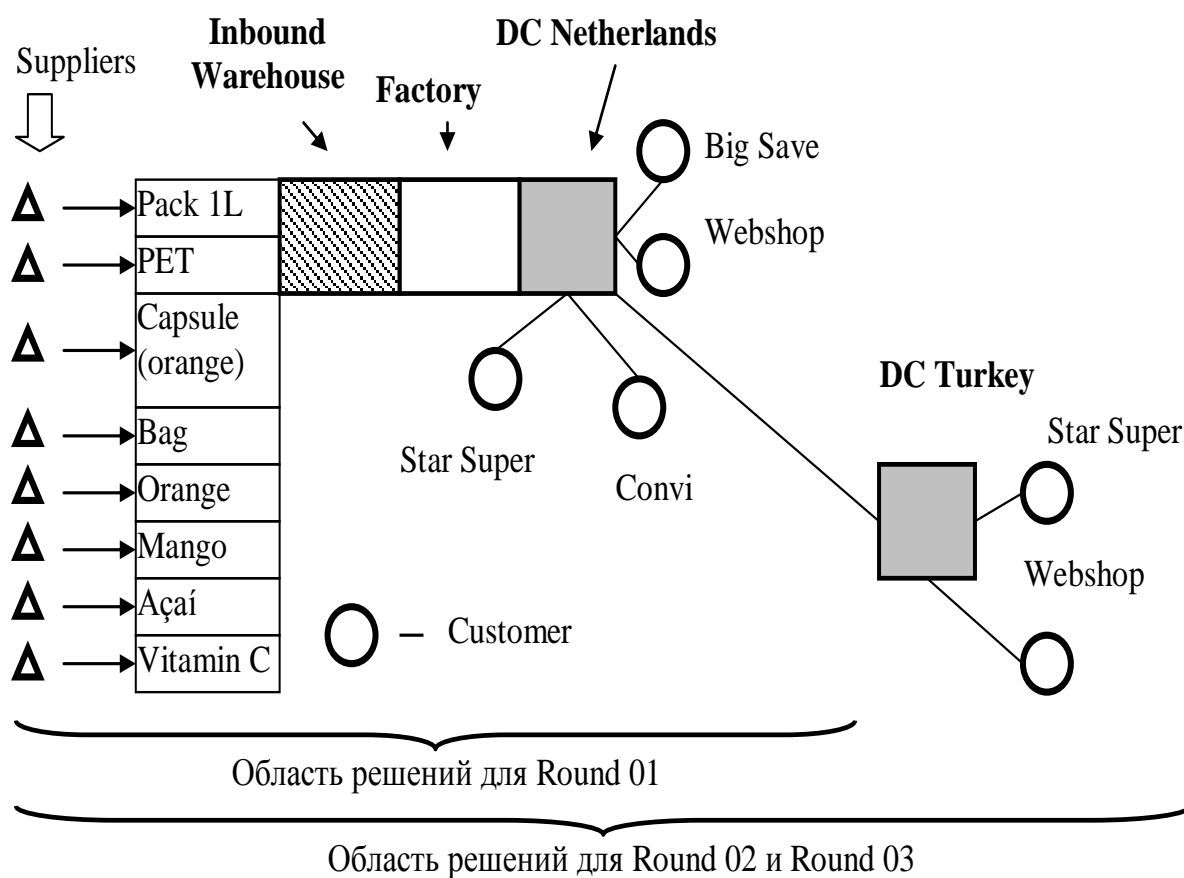 Suppliers
Inbound
Warehouse
Factory
DC Netherlands
Big Save
Webshop
Pack 1L
PET
Capsule
(orange)
Bag
Orange
Mango
Açaí
Vitamin C
Star Super
Convi
DC Turkey
Star Super
Webshop
– Customer
Область решений для Round 01
Область решений для Round 02 и Round 03